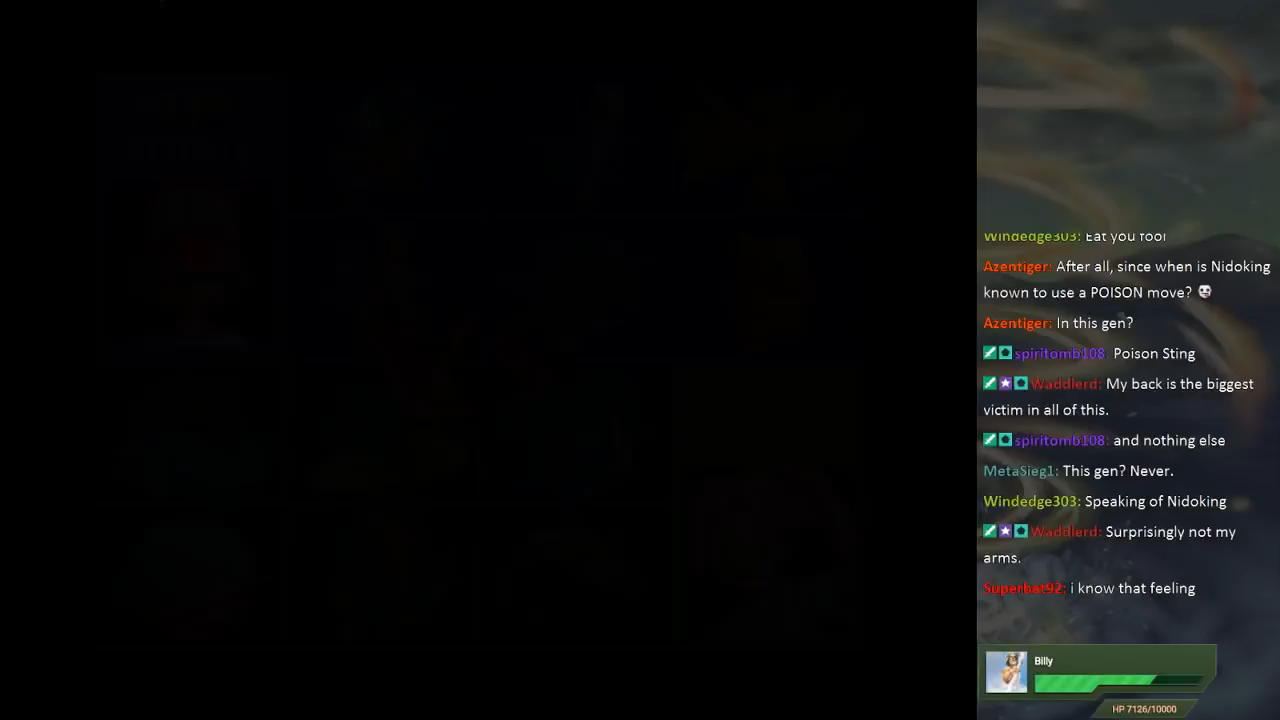 Windedge303: Eat you fool
Azentiger: After all, since when is Nidoking
known to use a POISON move?
Azentiger: In this gen?
spiritomb108: Poison Sting
Waddlerd: My back is the biggest
victim in all of this.
spiritomb108: and nothing else
MetaSieg1: This gen? Never.
Windedge303: Speaking of Nidoking
Waddlerd: Surprisingly not my
arms.
Superbat92: i know that feeling
Billy
HP 7126/10000